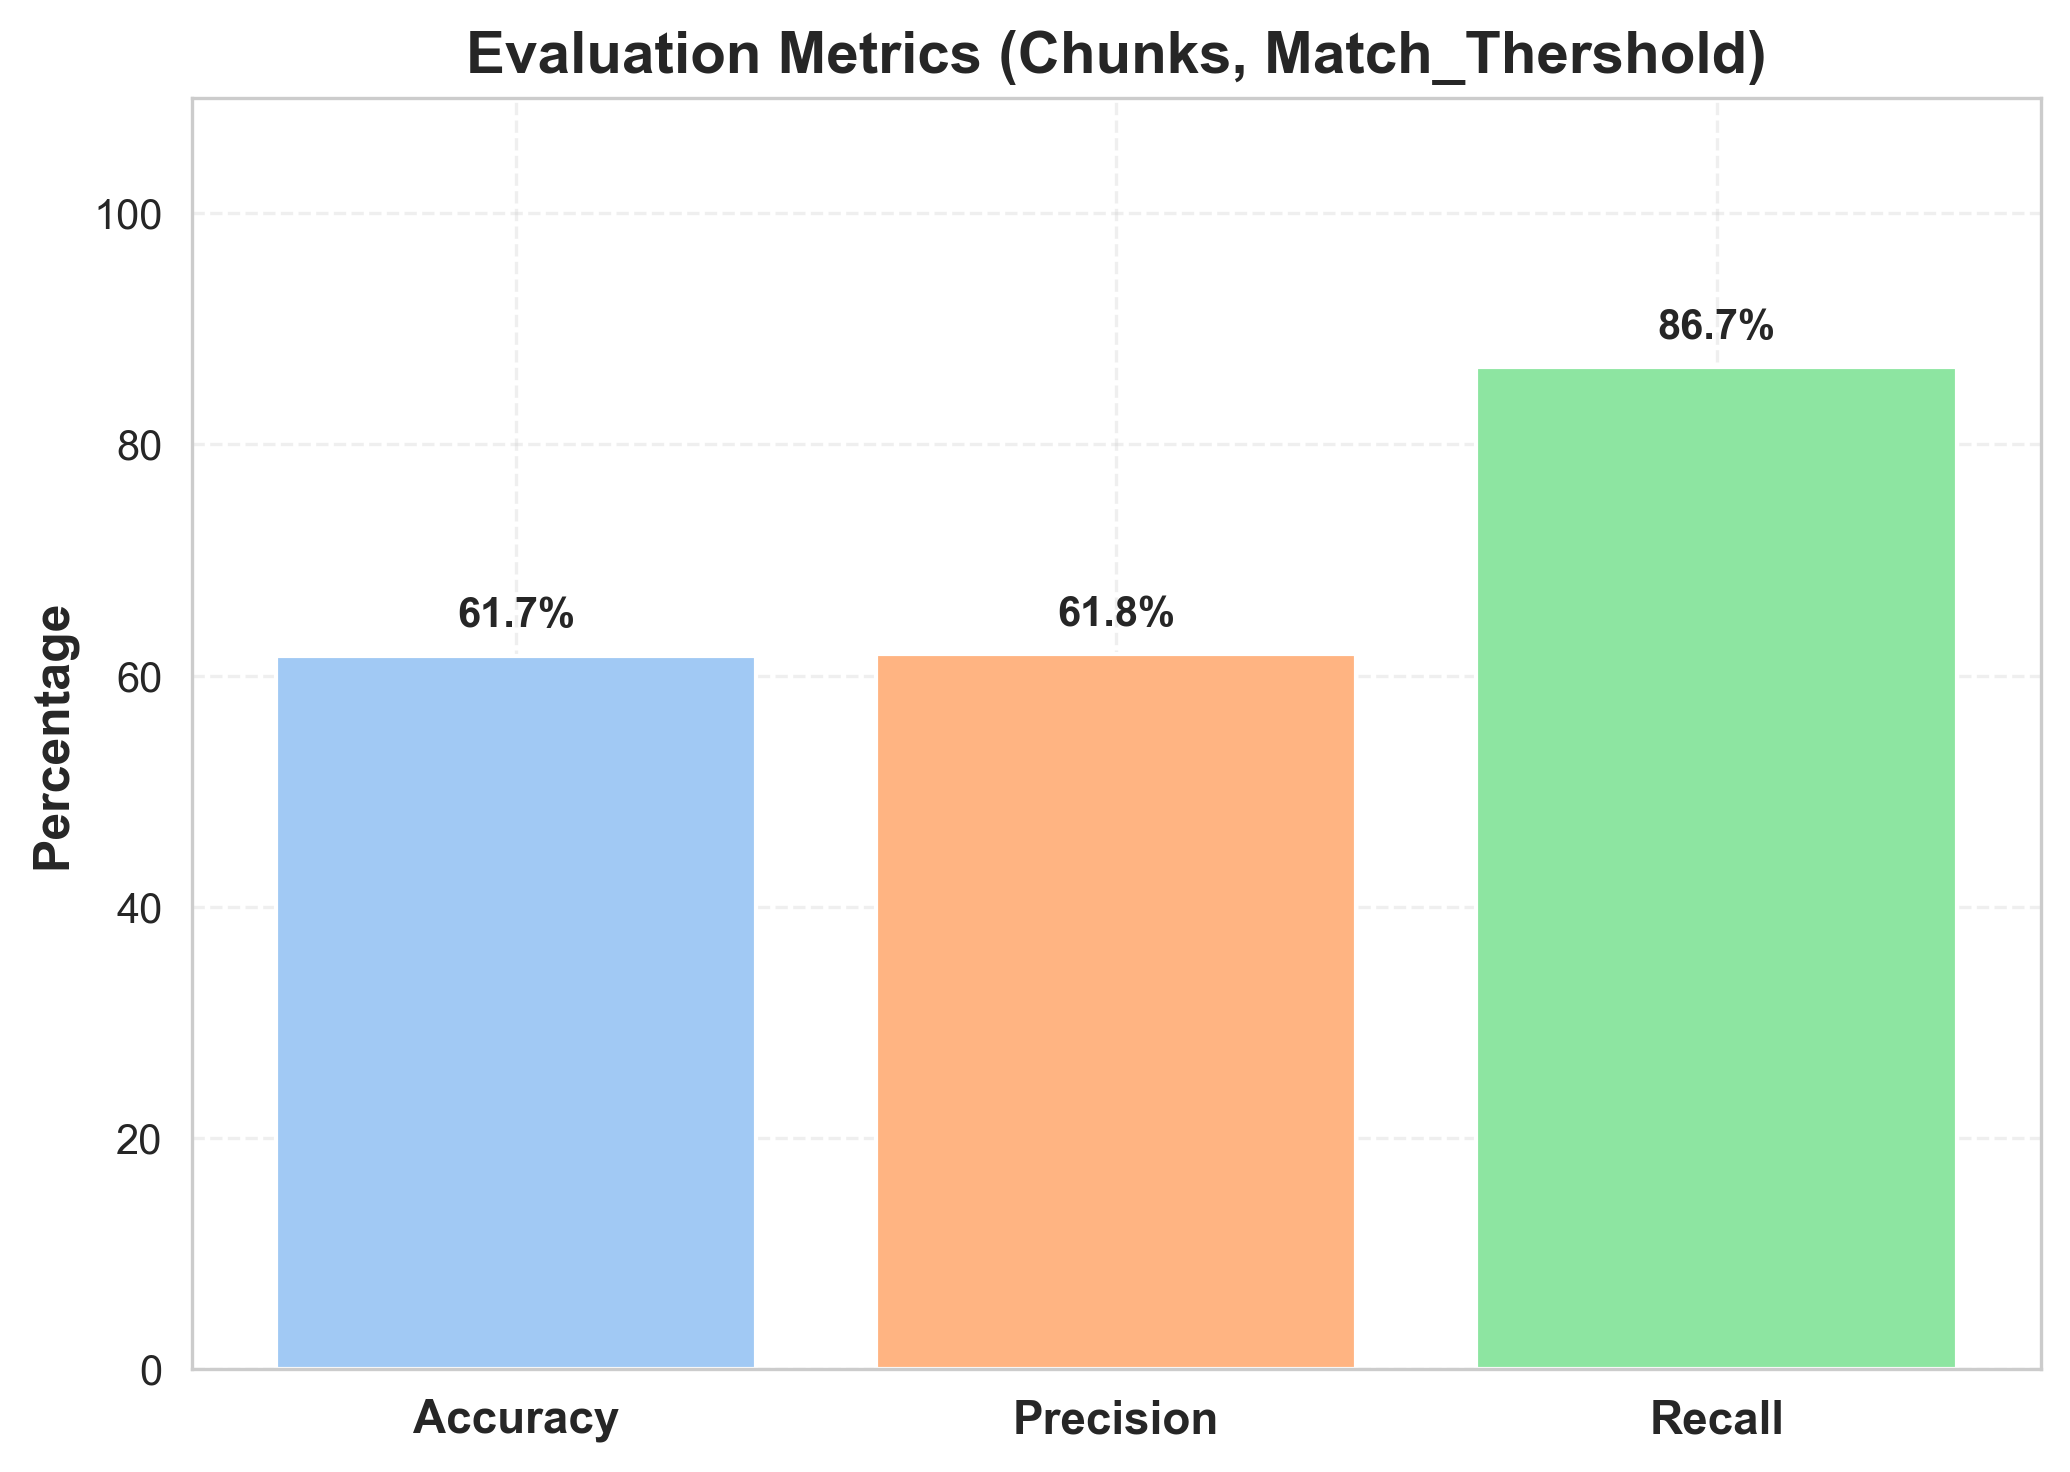 Evaluation Metrics (Chunks, Match_Thershold)
100
80
60
40
20
0
Percentage
61.7%
61.8%
86.7%
Accuracy
Precision
Recall